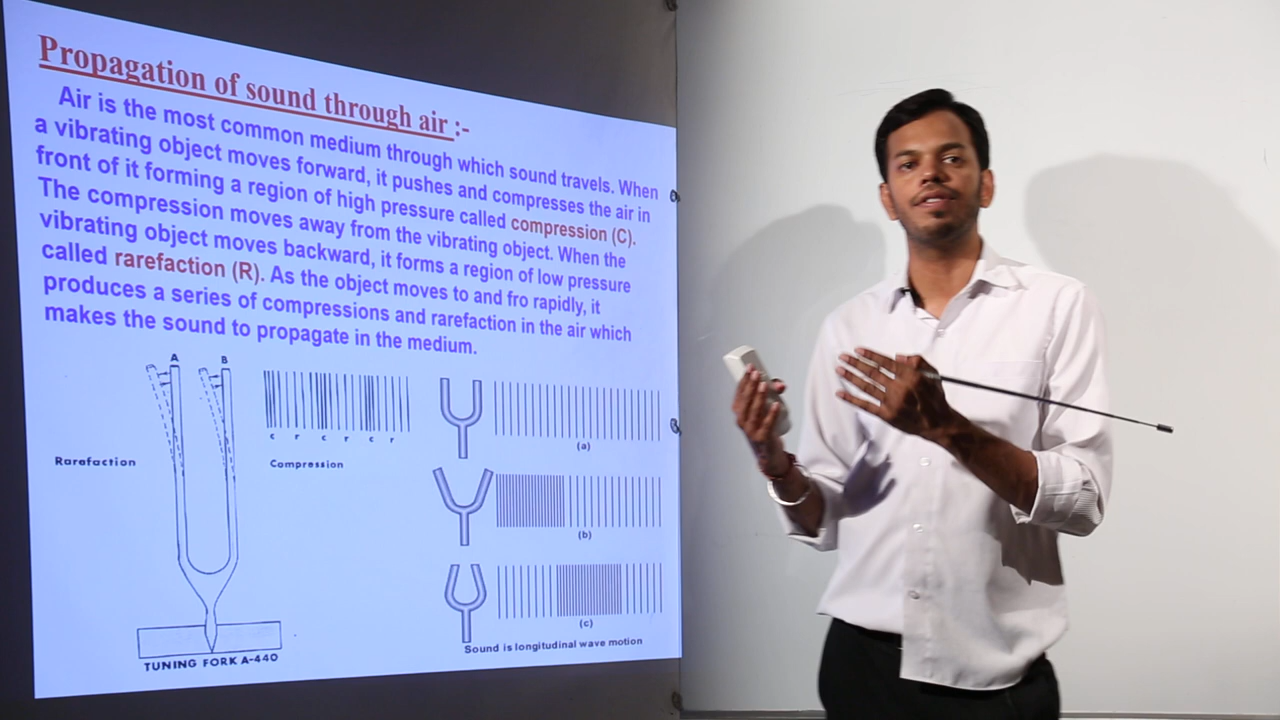 Propagation of sound through air :-
Air is the most common medium through which sound travels. When
a vibrating object moves forward, it pushes and compresses the air in
front of it forming a region of high pressure called compression (C).
The compression moves away from the vibrating object. When the
vibrating object moves backward, it forms a region of low pressure
called rarefaction (R). As the object moves to and fro rapidly, it
produces a series of compressions and rarefaction in the air which
makes the sound to propagate in the medium.
A B
c r c r c r
Rarefaction
Compression
TUNING FORK A-440
(a)
(b)
(c)
Sound is longitudinal wave motion